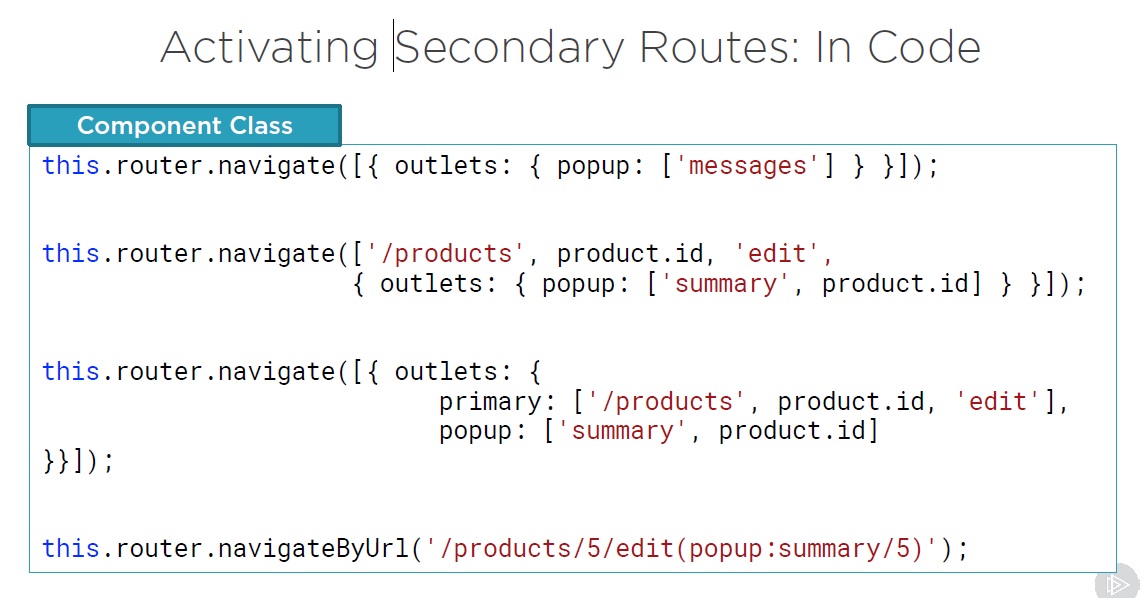 Activating Secondary Routes: In Code
Component Class
this.router.navigate([{ outlets: { popup: ['messages'] } }]);
this.router.navigate(['/products', product.id, 'edit',
{ outlets: { popup: ['summary', product.id] } }]);
this.router.navigate([{ outlets: {
primary: ['/products', product.id, 'edit'],
popup: ['summary', product.id]
}}]);
this.router.navigateByUrl('/products/5/edit(popup:summary/5)');